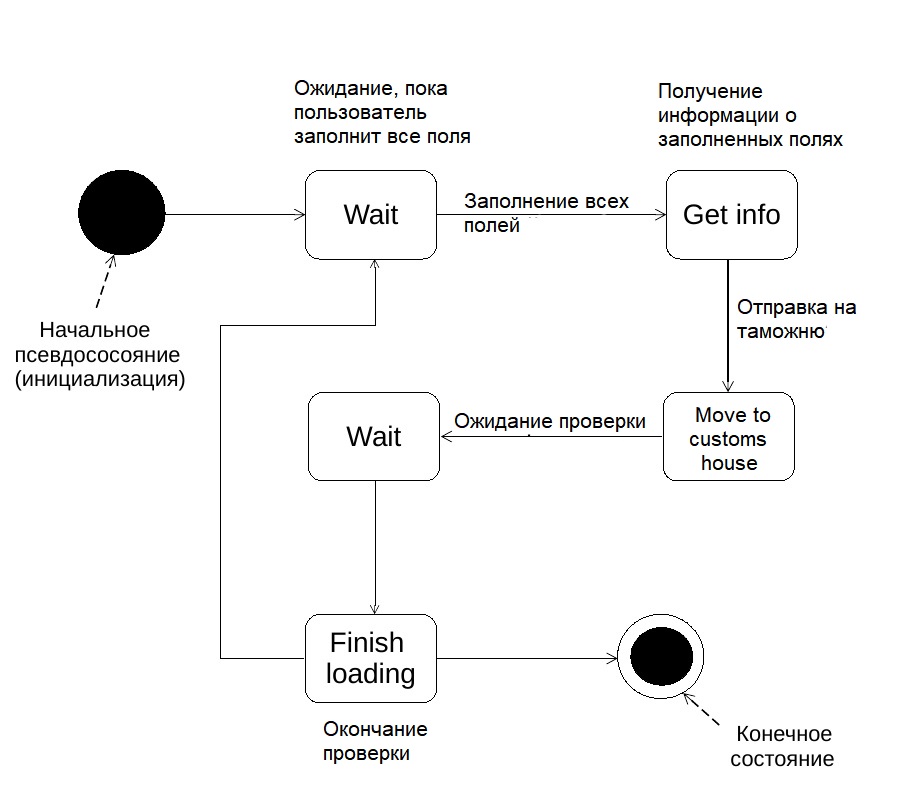 Ожидание, пока
пользователь
заполнит все поля
Получение
информации о
заполненных полях
Wait
Заполнение всех
полей
Get info
Начальное
псевдососояние
(инициализация)
Отправка на
таможню
Wait
Ожидание проверки
Move to
customs
house
Finish
loading
Окончание
проверки
Конечное
состояние